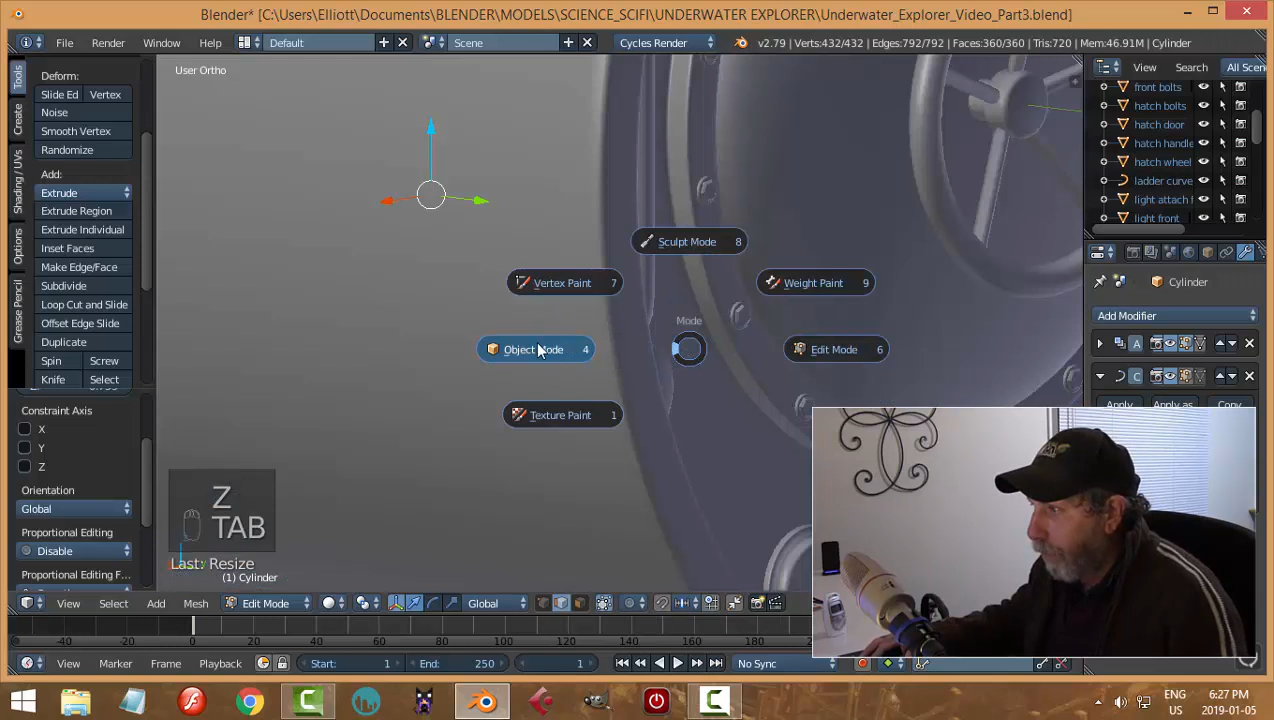 Blender* [C:\Users\Elliott\Documents\BLENDER\MODELS\SCIENCE_SCIFI\UNDERWATER EXPLORER\Underwater_Explorer_Video_Part3.blend]
File Render Window Help Default Scene Cycles Render v2.79 | Verts:432/432 | Edges:792/792 | Faces:360/360 | Tris:720 | Mem:46.91M | Cylinder
Tools
Create
Shading / UVs
Options
Grease Pencil
Deform:
Slide Ed Vertex
Noise
Smooth Vertex
Randomize
Add:
Extrude
Extrude Region
Extrude Individual
Inset Faces
Make Edge/Face
Subdivide
Loop Cut and Slide
Offset Edge Slide
Duplicate
Spin Screw
Knife Select
Constraint Axis
X
Y
Z
Orientation
Global
Proportional Editing
Disable
Proportional Editing F...
User Ortho
Sculpt Mode 8
Vertex Paint 7
Weight Paint 9
Mode
Object Mode 4
Edit Mode 6
Texture Paint 1
Z
TAB
Last: Resize
(1) Cylinder
View Search All Scen
front bolts
hatch bolts
hatch door
hatch handle
hatch wheel
ladder curve
light attach
light front
Cylinder
Add Modifier
A
C
Apply Apply as Copy
View Select Add Mesh Edit Mode Global
-40 -20 0 20 40 60 80 100 120 140 160 180
View Marker Frame Playback Start: 1 End: 250 1 No Sync
ENG
US
6:27 PM
2019-01-05